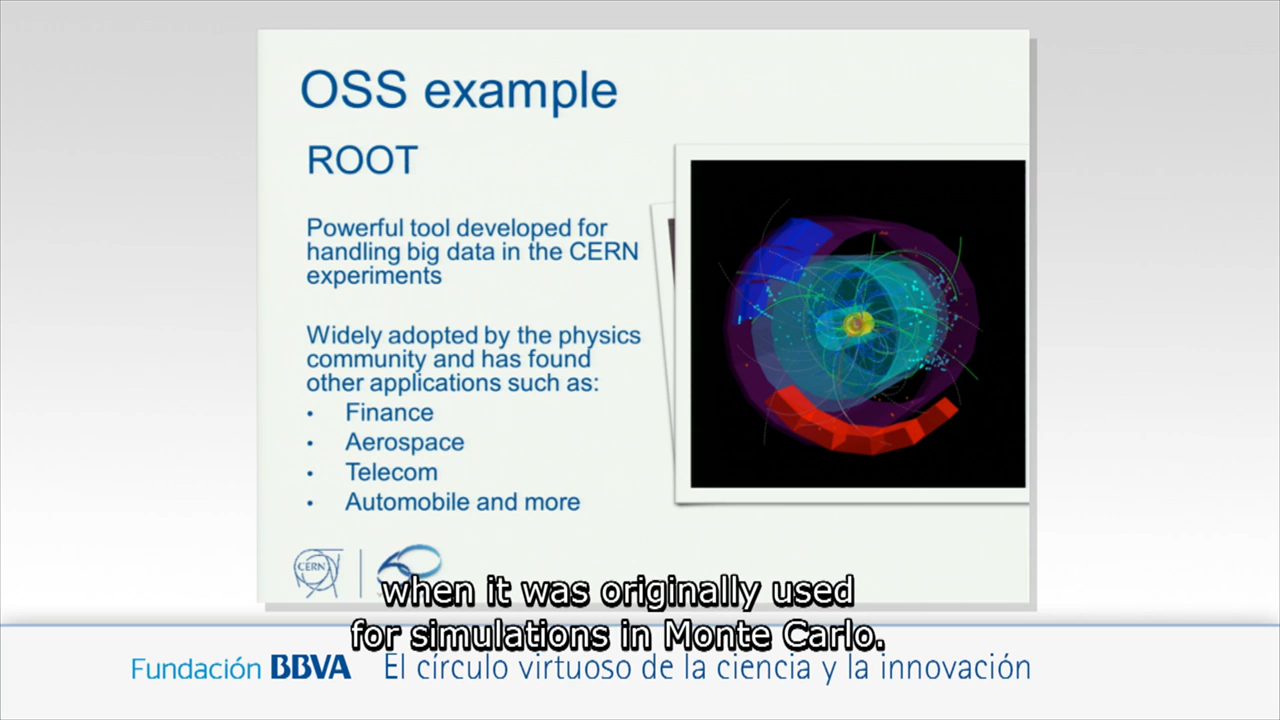 OSS example
ROOT
Powerful tool developed for
handling big data in the CERN
experiments
Widely adopted by the physics
community and has found
other applications such as:
• Finance
• Aerospace
• Telecom
• Automobile and more
CERN
60
when it was originally used
for simulations in Monte Carlo.
Fundación BBVA El círculo virtuoso de la ciencia y la innovación